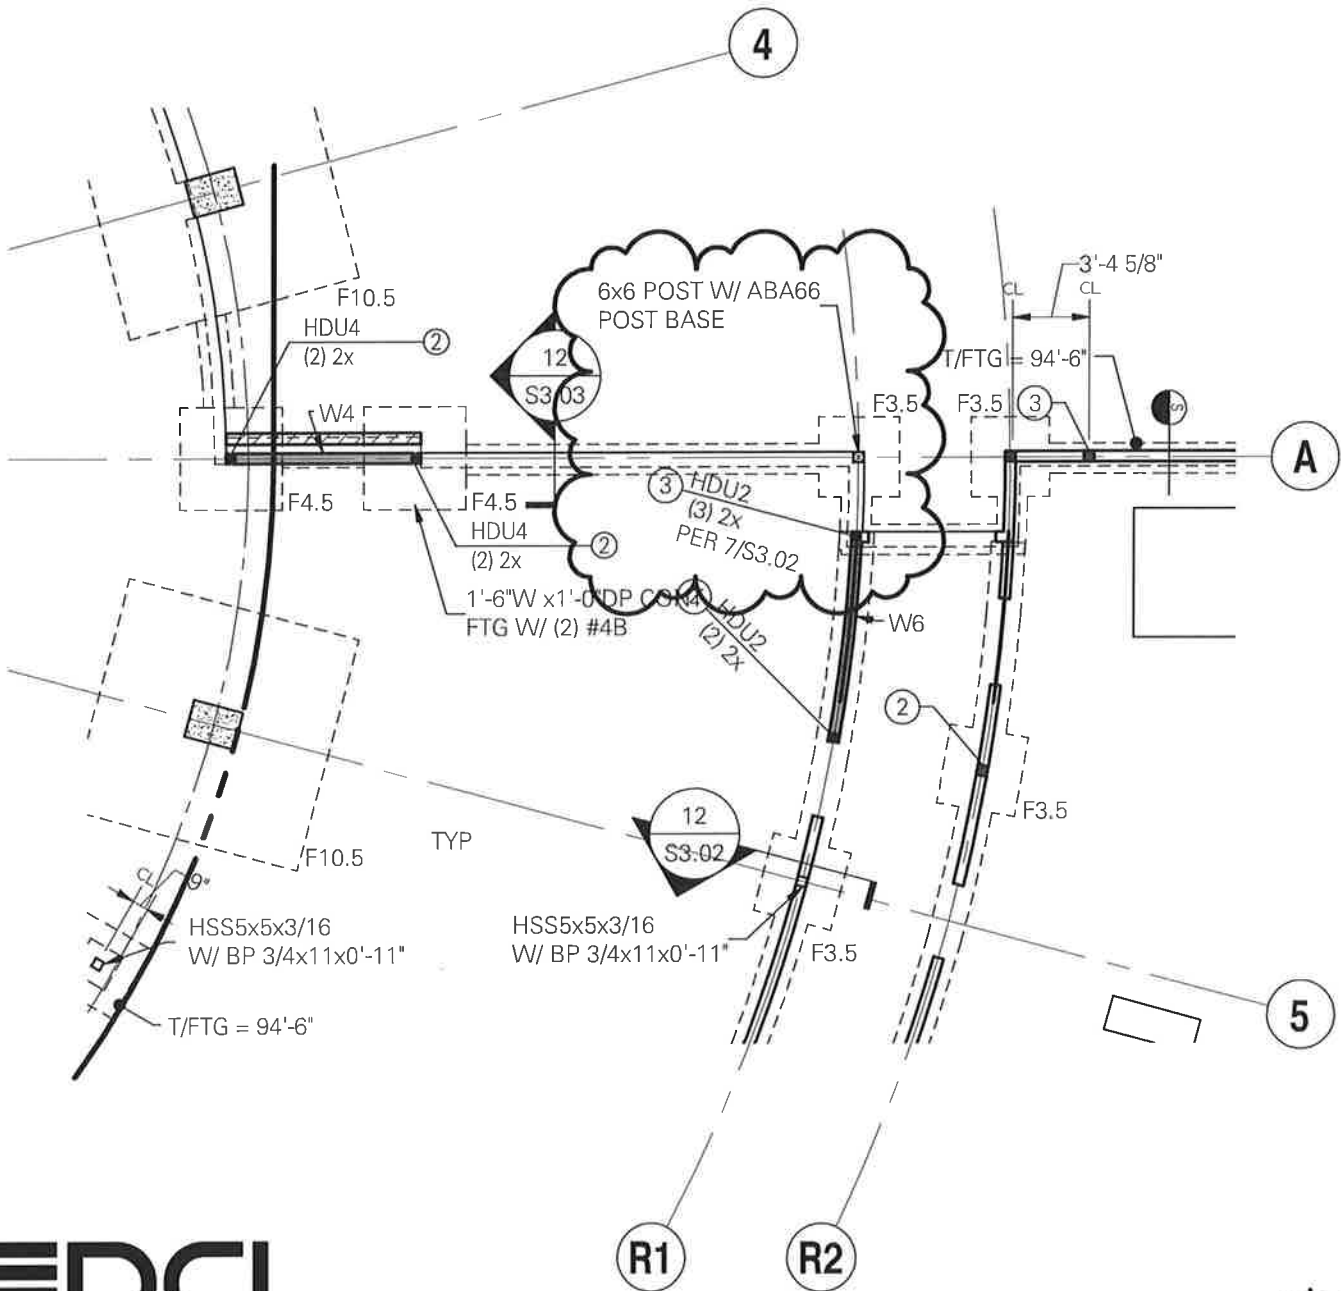 4
3'-4 5/8"
CL
CL
6x6 POST W/ ABA66
POST BASE
F10.5
HDU4
(2) 2x
2
12
S3.03
T/FTG = 94'-6"
W4
F3.5
F3.5
3
S
A
F4.5
F4.5
HDU4
(2) 2x
2
3
HDU2
(3) 2x
PER 7/S3.02
1'-6"W x1'-0"DP CON
FTG W/ (2) #4B
4
HDU2
(2) 2x
W6
2
F3.5
12
S3.02
TYP
F10.5
CL
9"
HSS5x5x3/16
W/ BP 3/4x11x0'-11"
HSS5x5x3/16
W/ BP 3/4x11x0'-11"
F3.5
T/FTG = 94'-6"
5
R1
R2